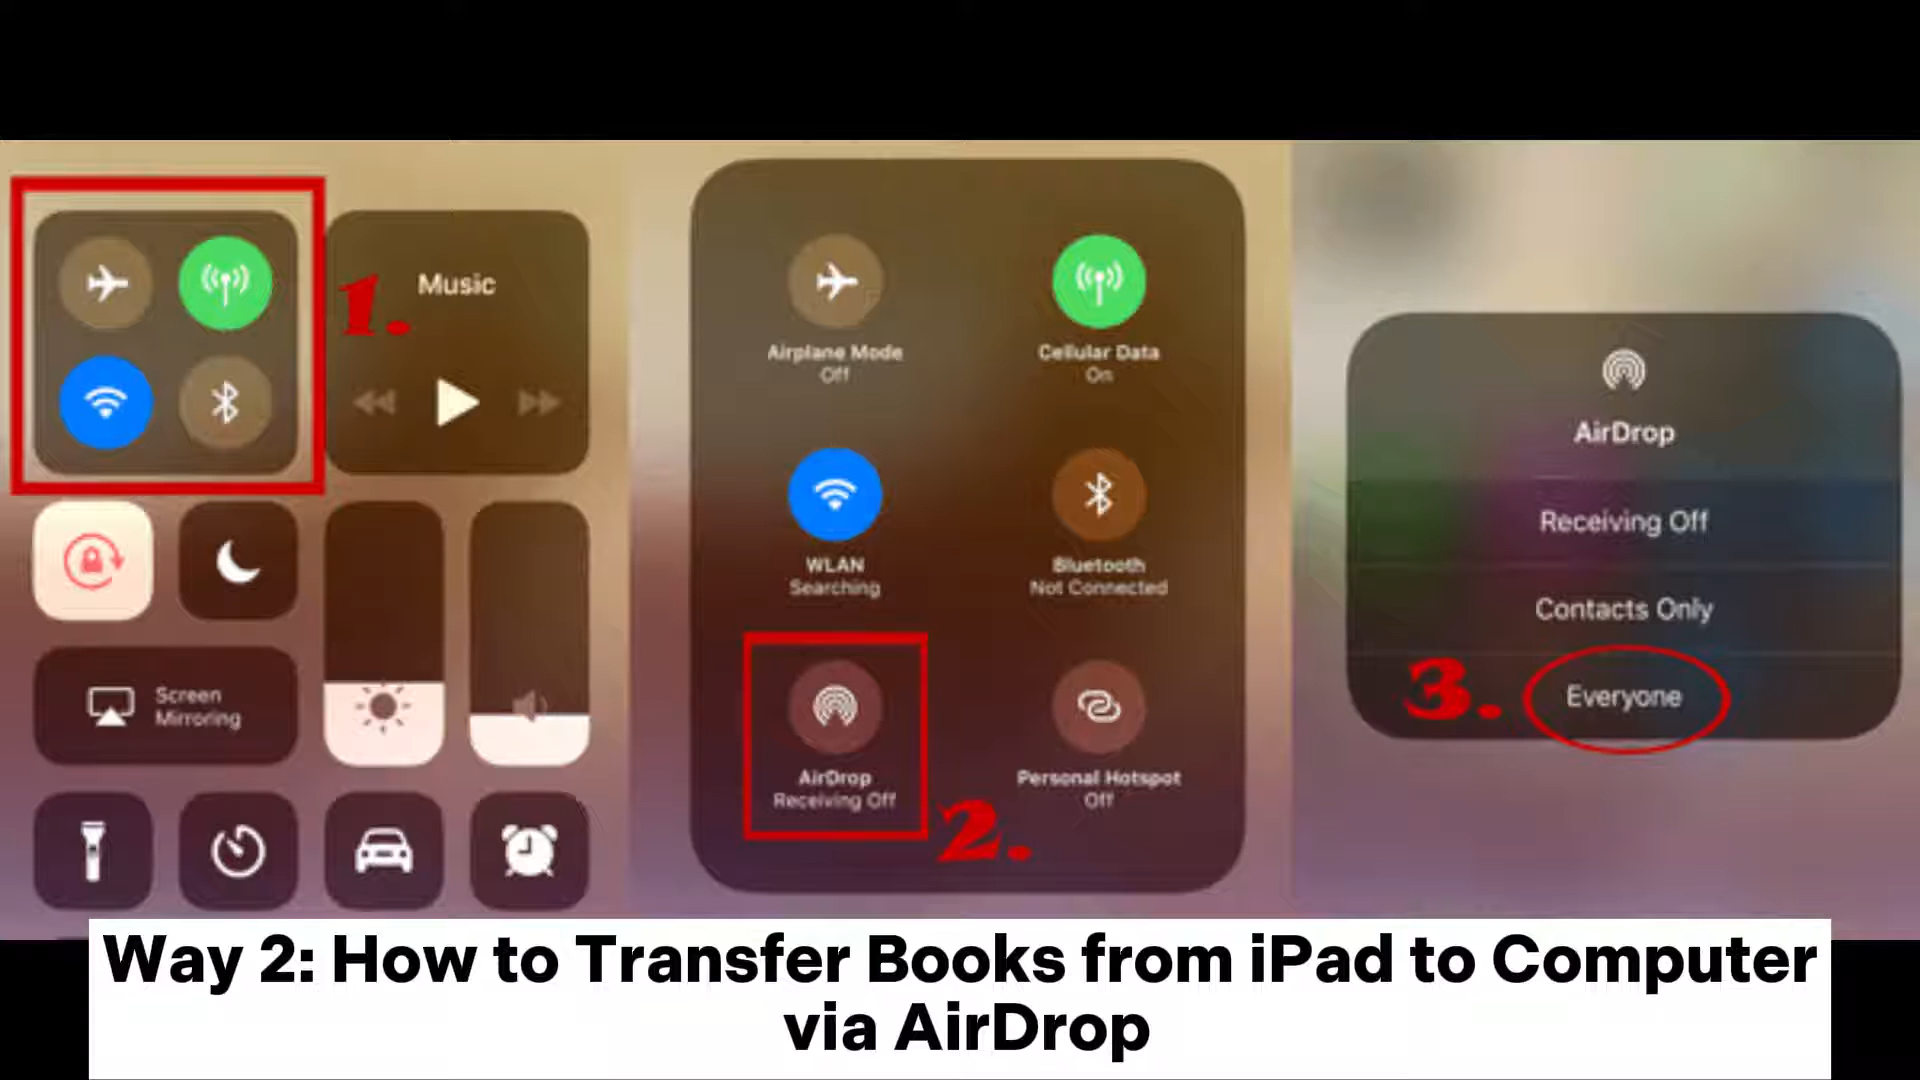 1.
Music
Screen
Mirroring
Airplane Mode
Off
Cellular Data
On
WLAN
Searching
Bluetooth
Not Connected
AirDrop
Receiving Off
2.
Personal Hotspot
Off
AirDrop
Receiving Off
Contacts Only
3.
Everyone
Way 2: How to Transfer Books from iPad to Computer
via AirDrop